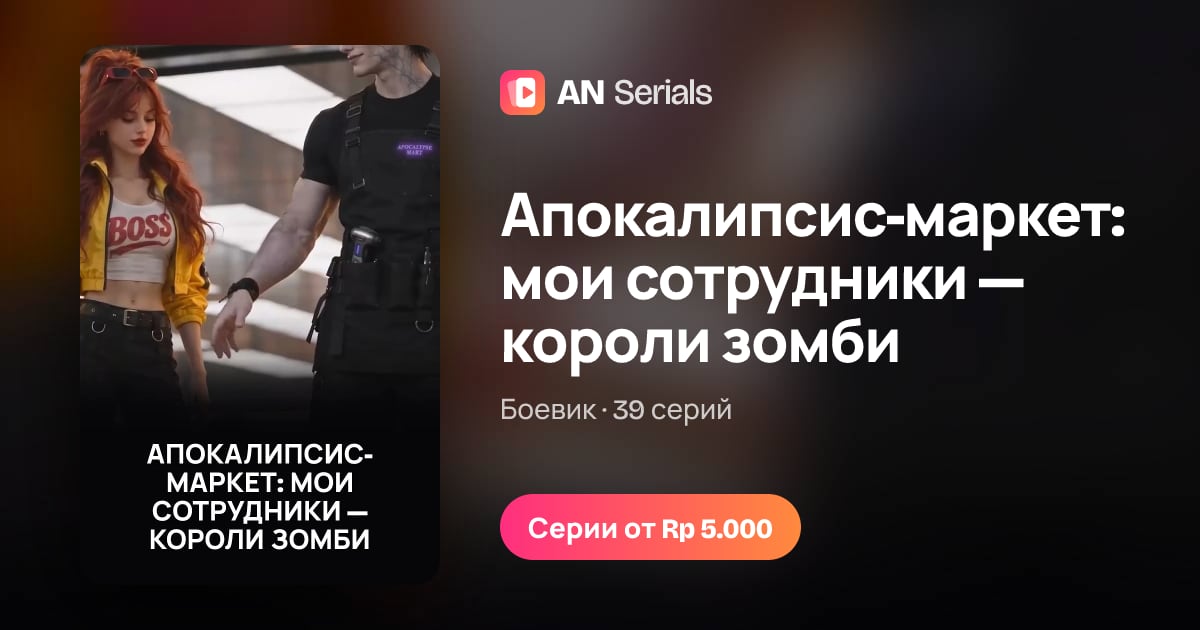 BOSS
APOCALYPSE
MART
АПОКАЛИПСИС-
МАРКЕТ: МОИ
СОТРУДНИКИ —
КОРОЛИ ЗОМБИ
AN Serials
Апокалипсис-маркет:
мои сотрудники —
короли зомби
Боевик · 39 серий
Серии от Rp 5.000